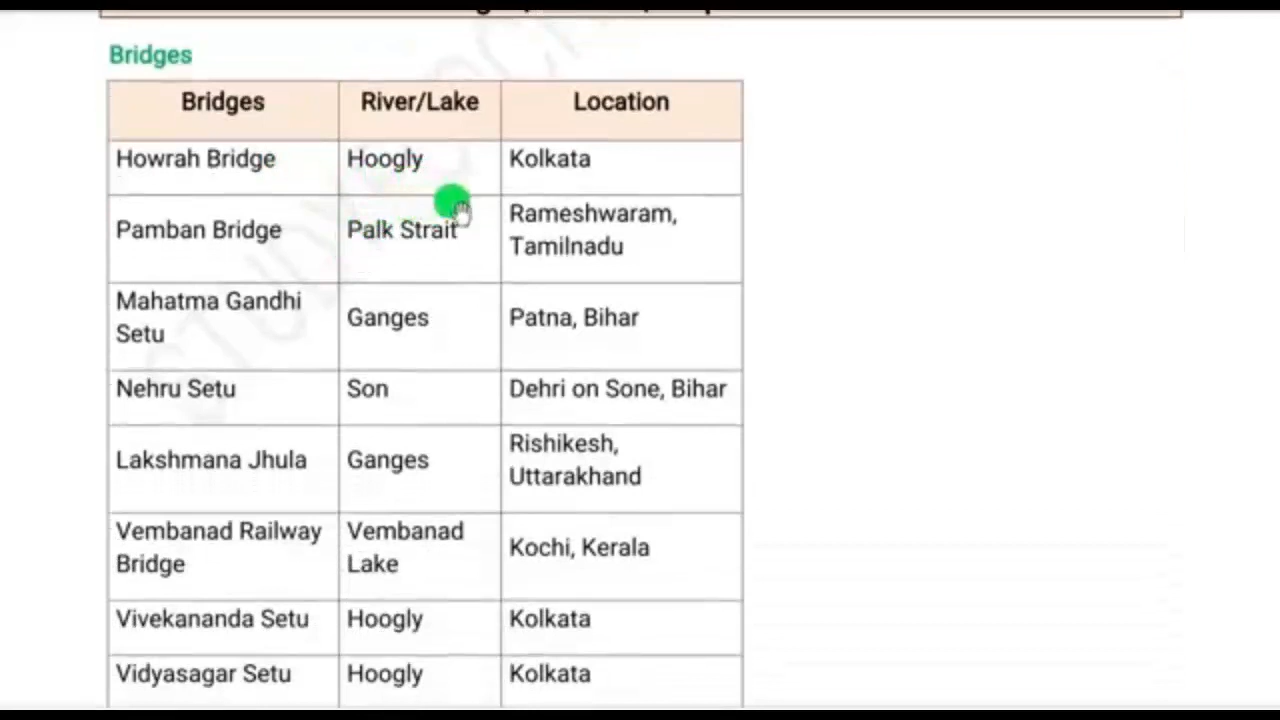 Bridges
Bridges River/Lake Location
Howrah Bridge Hoogly Kolkata
Pamban Bridge Palk Strait Rameshwaram,
Tamilnadu
Mahatma Gandhi
Setu Ganges Patna, Bihar
Nehru Setu Son Dehri on Sone, Bihar
Lakshmana Jhula Ganges Rishikesh,
Uttarakhand
Vembanad Railway
Bridge Vembanad
Lake Kochi, Kerala
Vivekananda Setu Hoogly Kolkata
Vidyasagar Setu Hoogly Kolkata